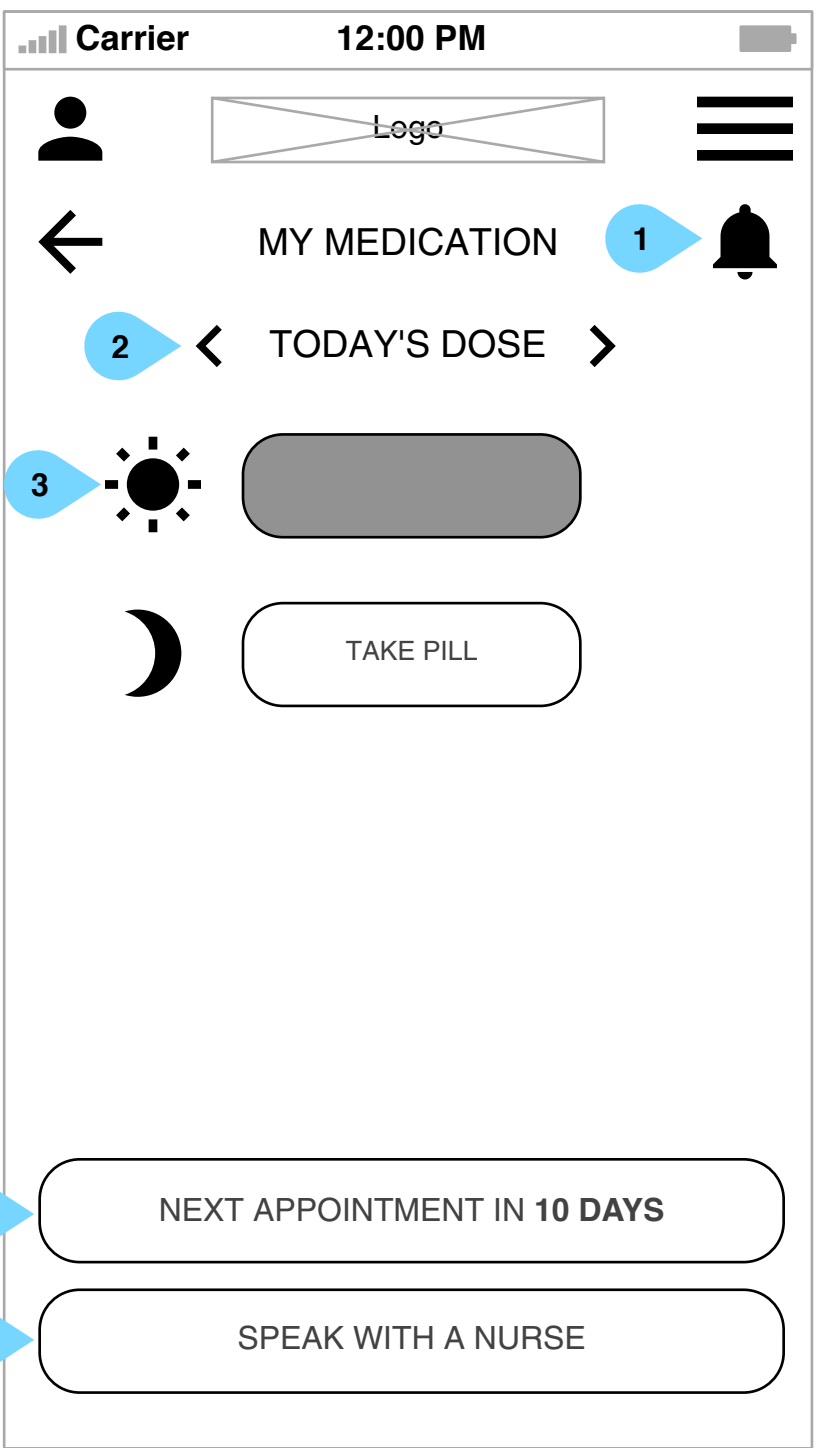 Carrier 12:00 PM
Logo
MY MEDICATION
1
2
TODAY'S DOSE
3
TAKE PILL
NEXT APPOINTMENT IN 10 DAYS
SPEAK WITH A NURSE